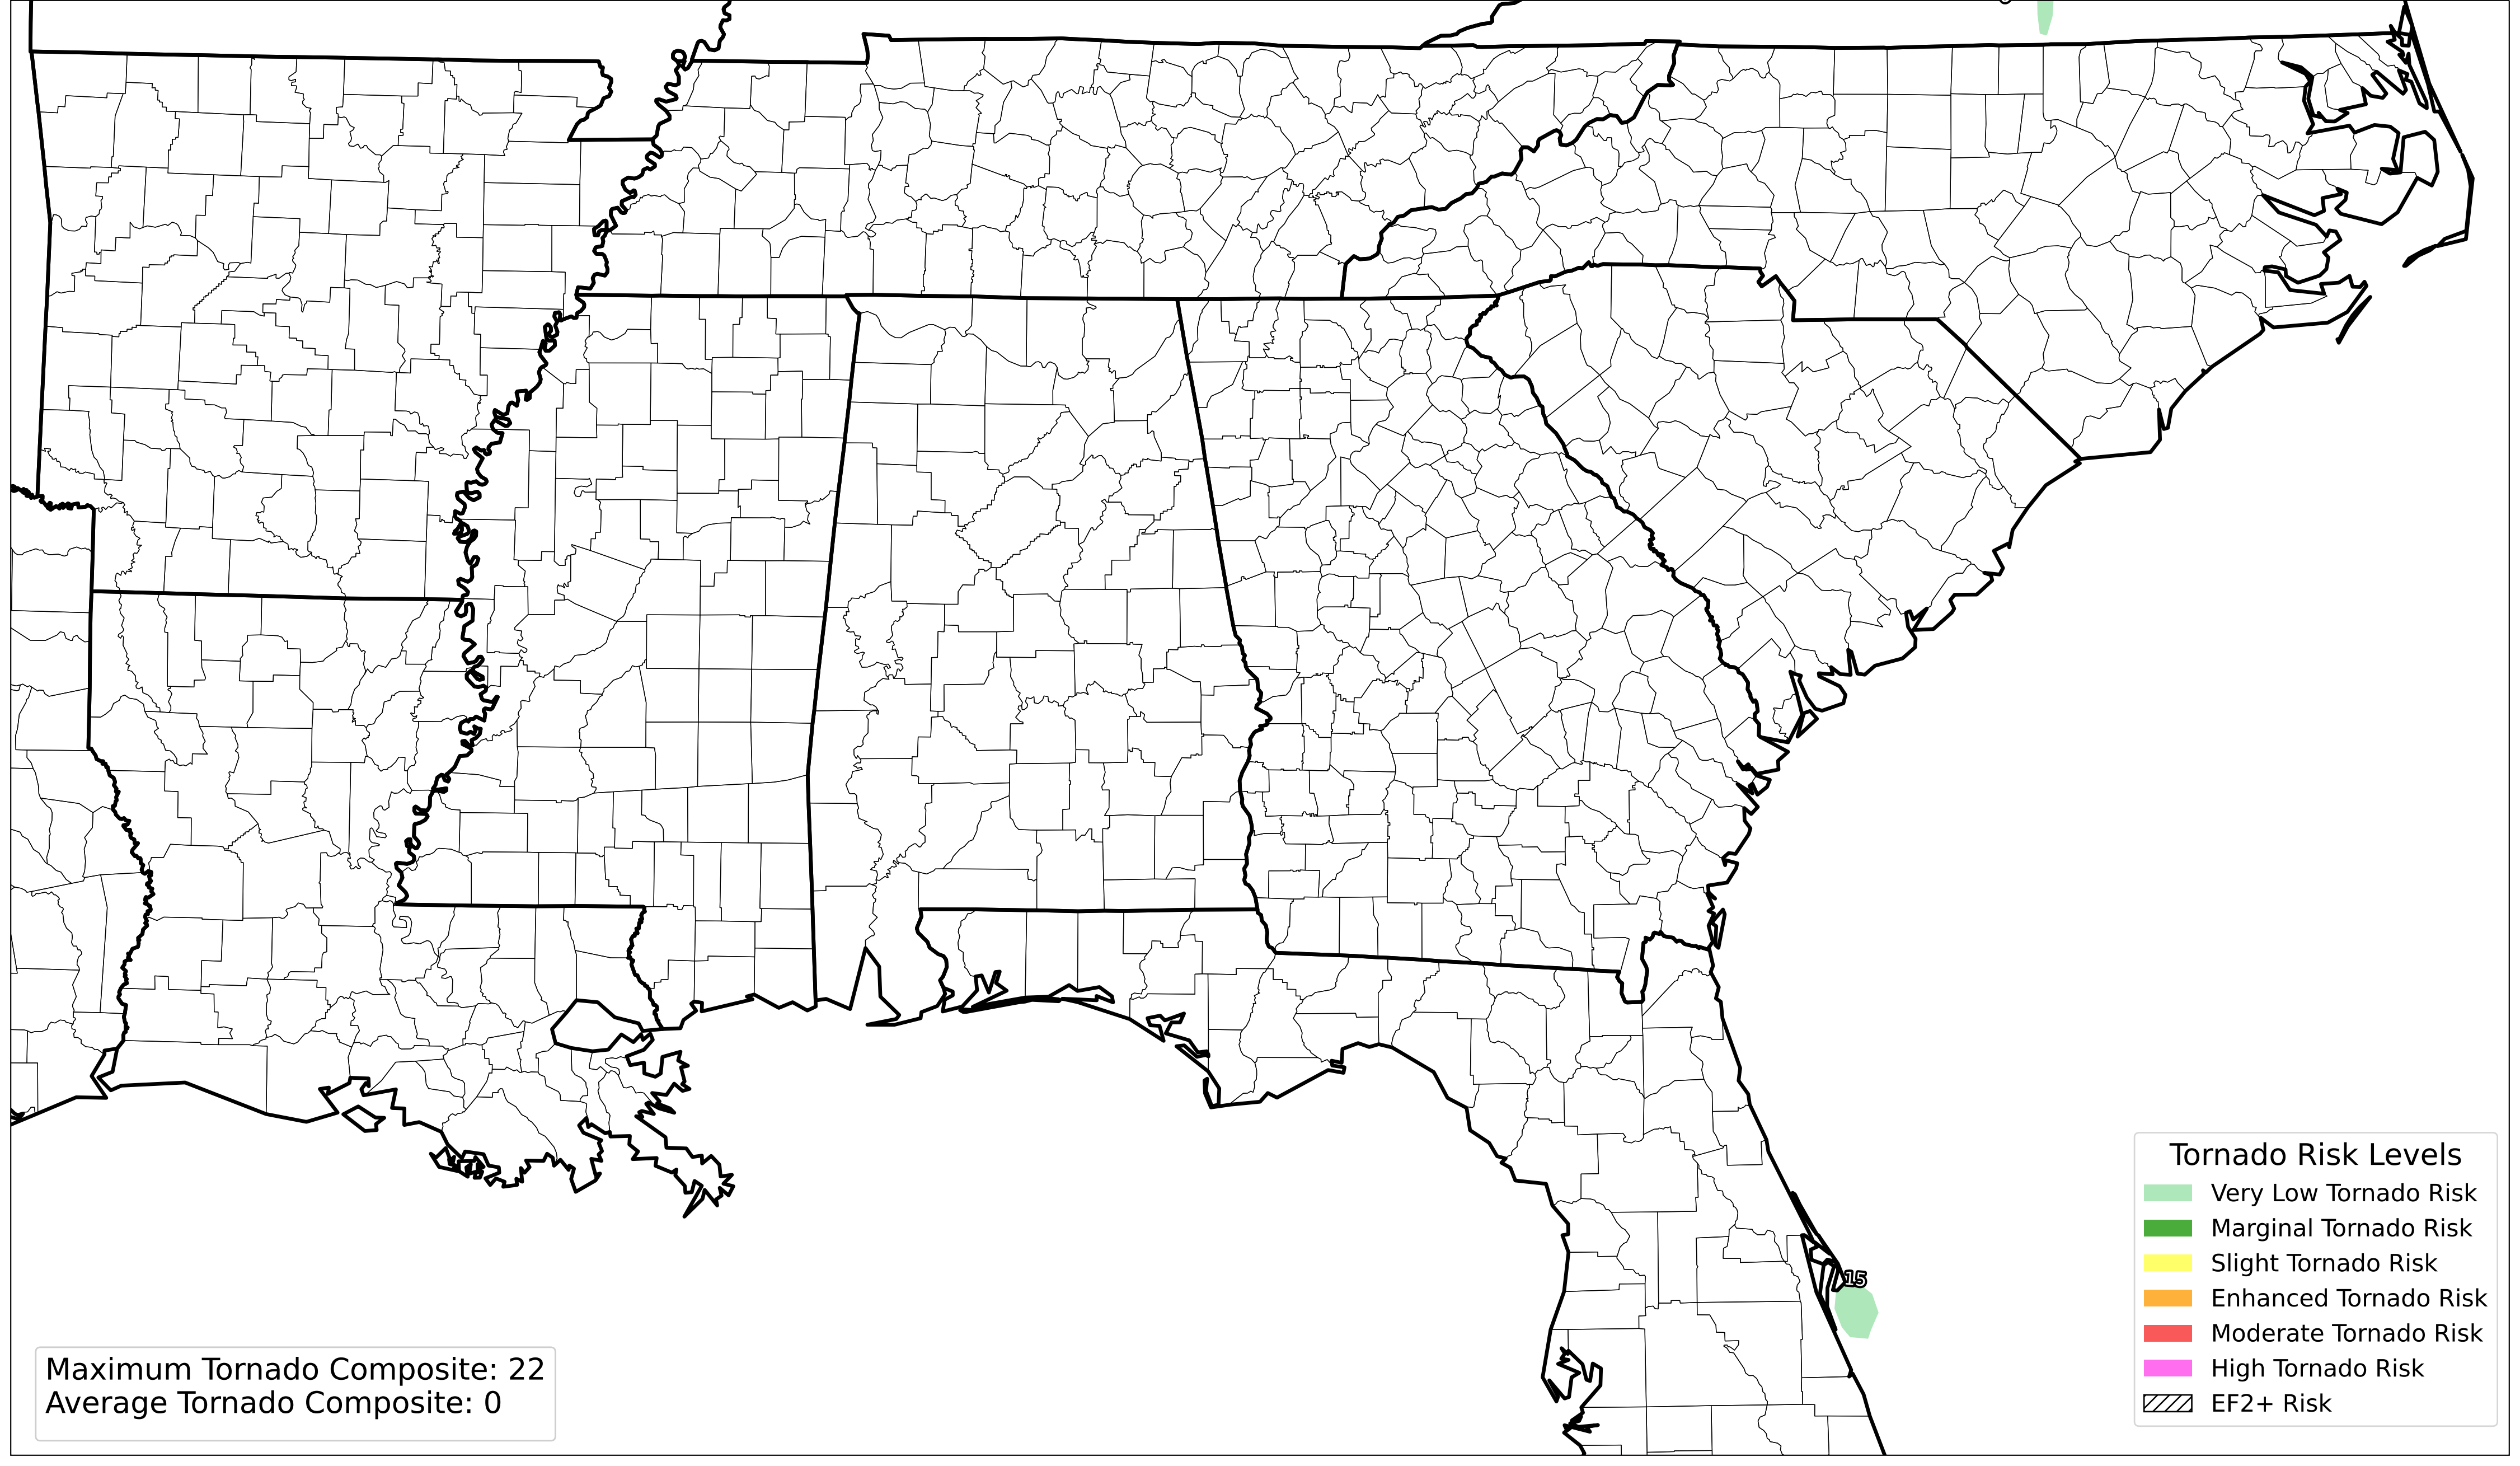 15
Tornado Risk Levels
Very Low Tornado Risk
Marginal Tornado Risk
Slight Tornado Risk
Enhanced Tornado Risk
Moderate Tornado Risk
High Tornado Risk
EF2+ Risk
Maximum Tornado Composite: 22
Average Tornado Composite: 0